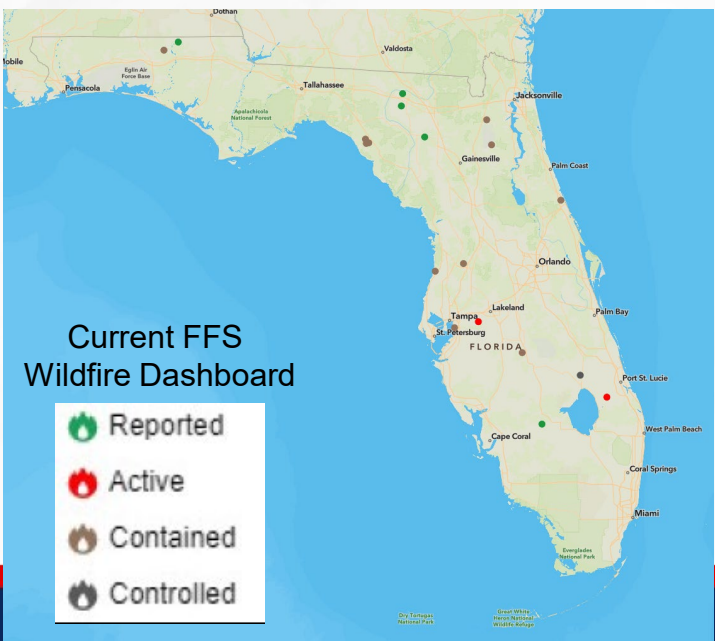 Dothan
Valdosta
Mobile
Eglin Air
Force Base
Pensacola
Tallahassee
Jacksonville
Apalachicola
National Forest
Gainesville
Palm Coast
Orlando
Lakeland
Tampa
St. Petersburg
FLORIDA
Palm Bay
Port St. Lucie
Cape Coral
West Palm Beach
Coral Springs
Miami
Everglades
National Park
Dry Tortugas
National Park
Great White
Heron National
Wildlife Refuge
Current FFS
Wildfire Dashboard
Reported
Active
Contained
Controlled